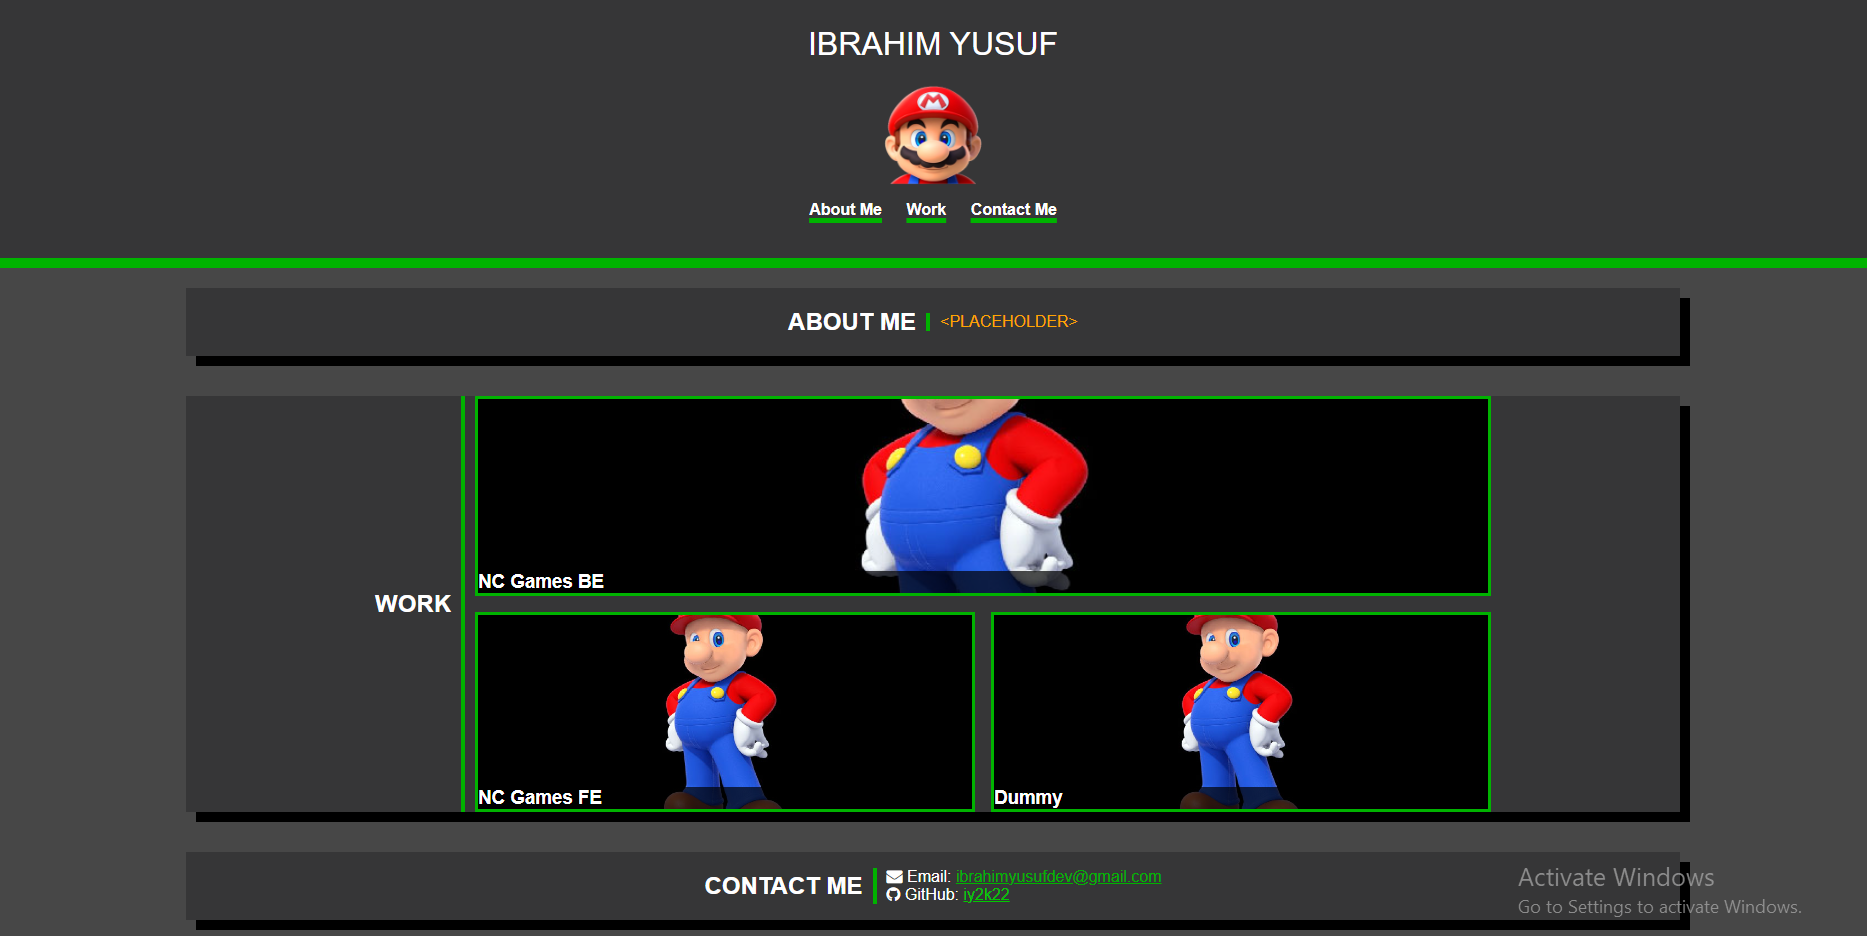 IBRAHIM YUSUF
M
About Me Work Contact Me
ABOUT ME <PLACEHOLDER>
NC Games BE
WORK
NC Games FE Dummy
CONTACT ME
Email: ibrahimyusufdev@gmail.com
GitHub: iy2k22
Activate Windows
Go to Settings to activate Windows.